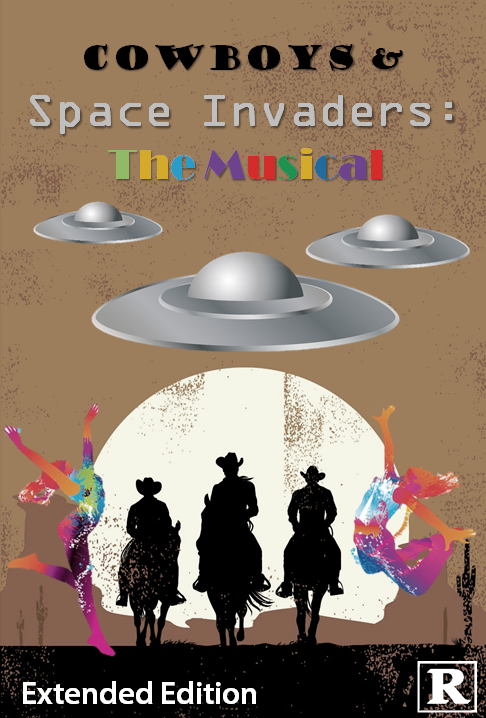 COWBOYS &
Space Invaders:
The Musical
Extended Edition
R